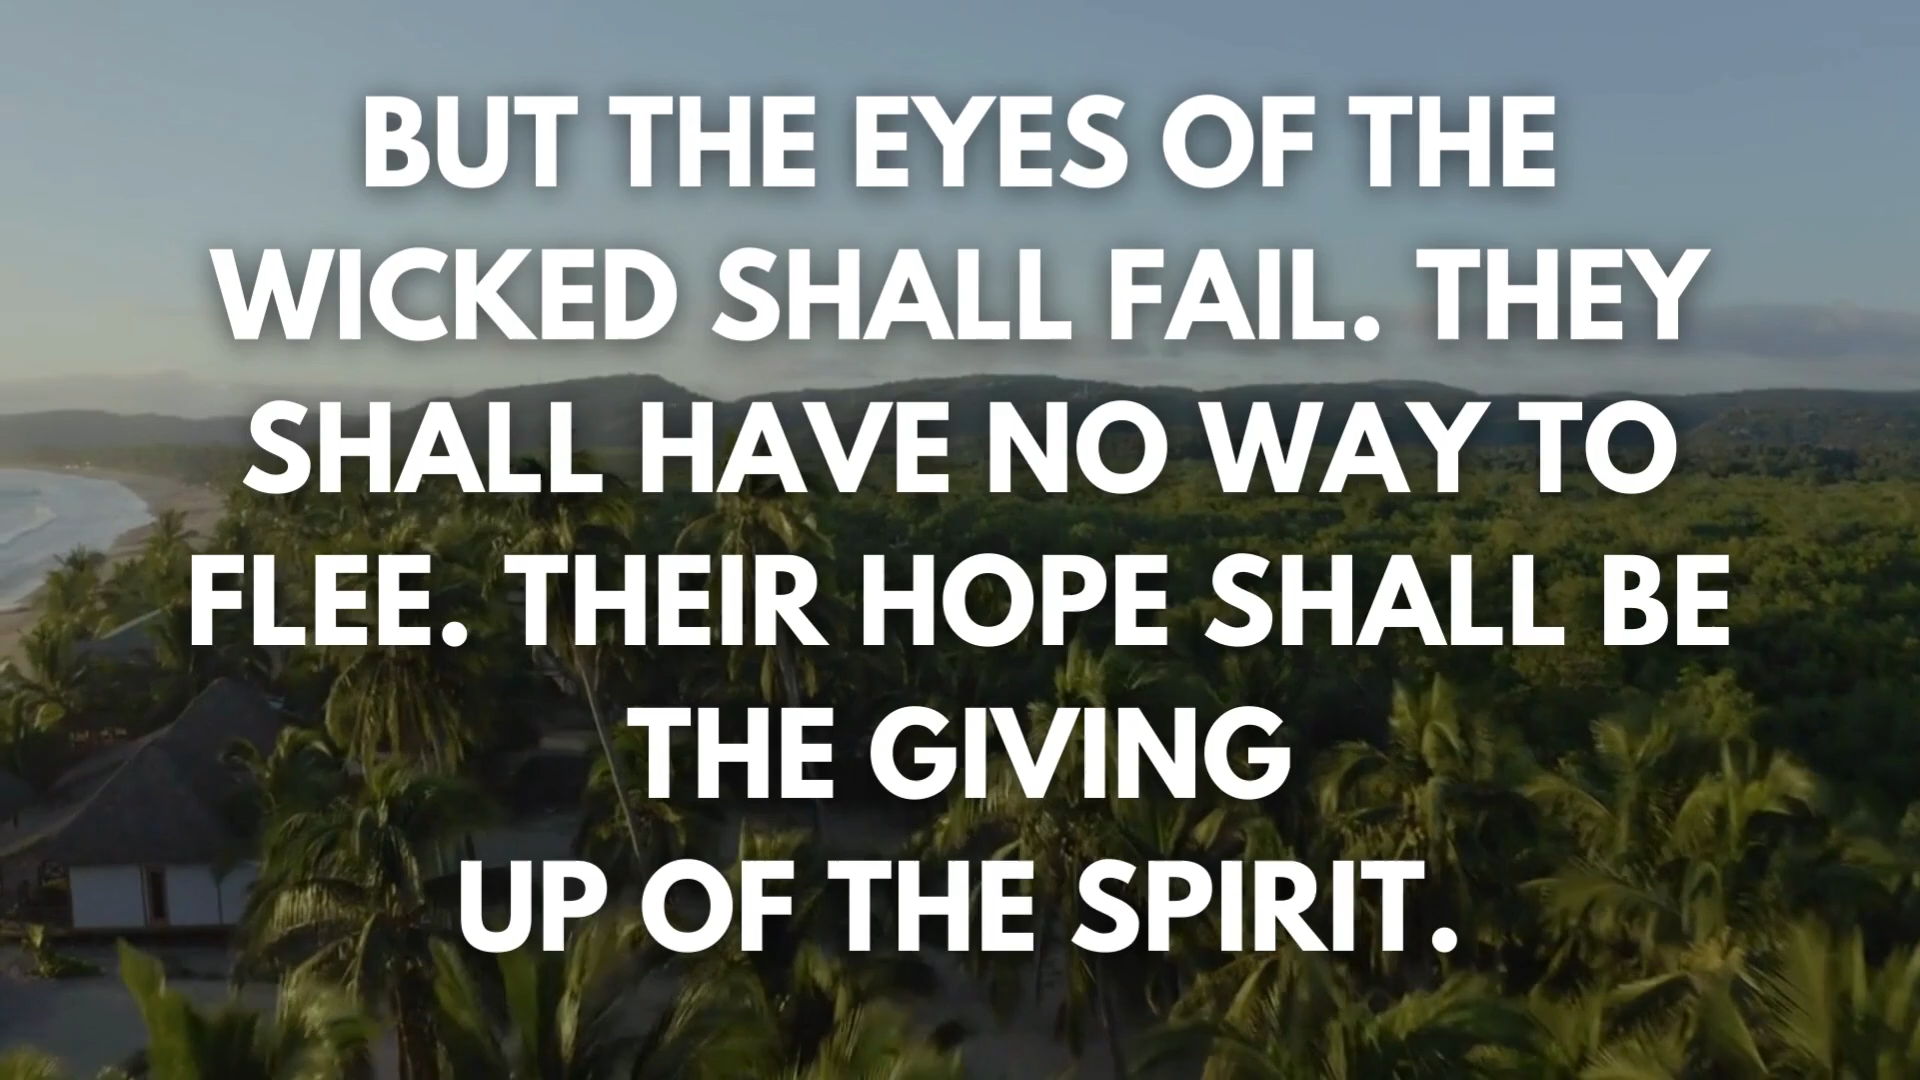 BUT THE EYES OF THE
WICKED SHALL FAIL. THEY
SHALL HAVE NO WAY TO
FLEE. THEIR HOPE SHALL BE
THE GIVING
UP OF THE SPIRIT.